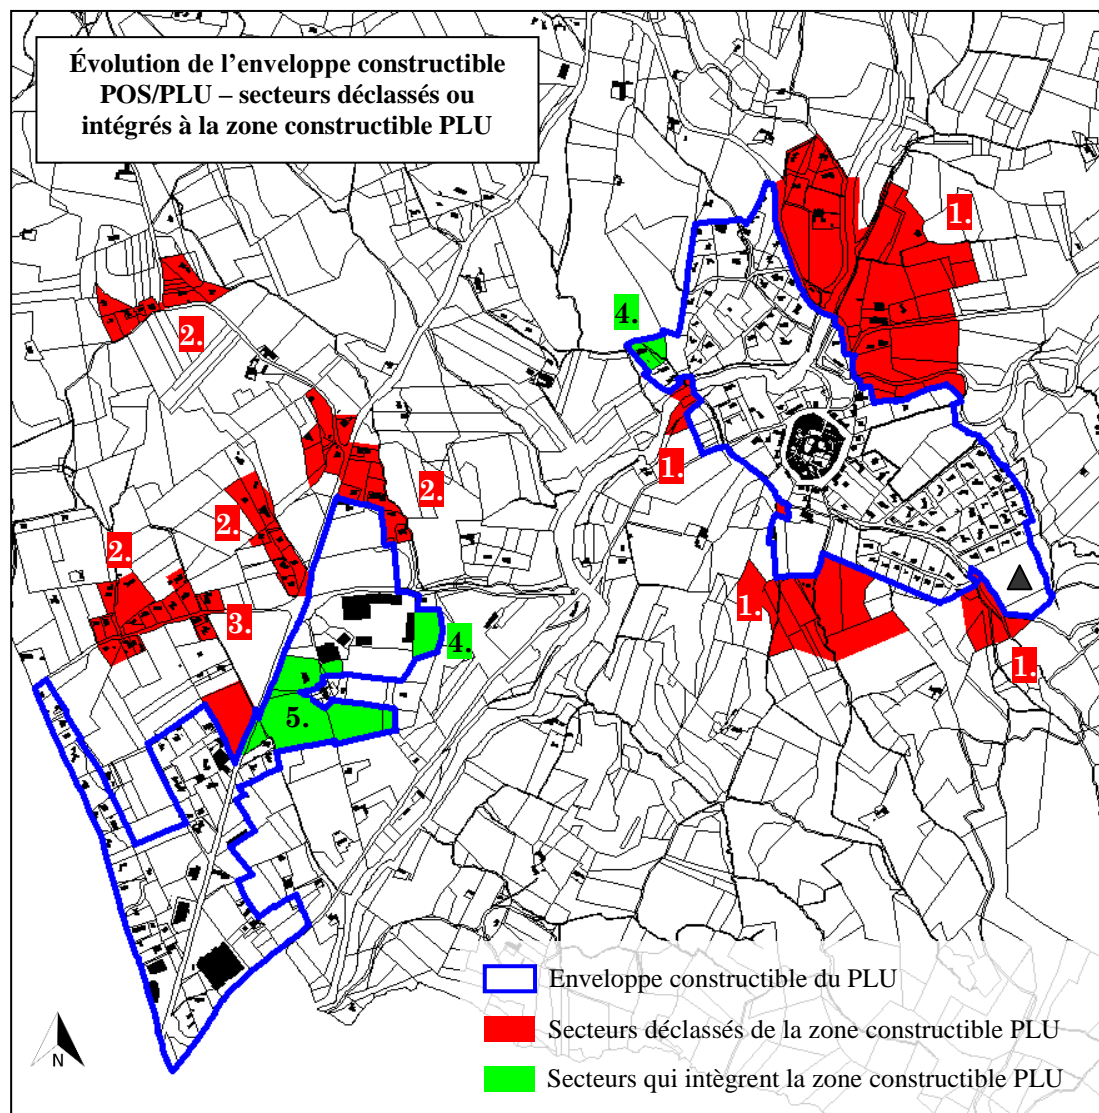 Évolution de l’enveloppe constructible
POS/PLU – secteurs déclassés ou
intégrés à la zone constructible PLU
1.
2.
4.
1.
2.
2.
2.
3.
4.
1.
1.
5.
Enveloppe constructible du PLU
Secteurs déclassés de la zone constructible PLU
Secteurs qui intègrent la zone constructible PLU
N